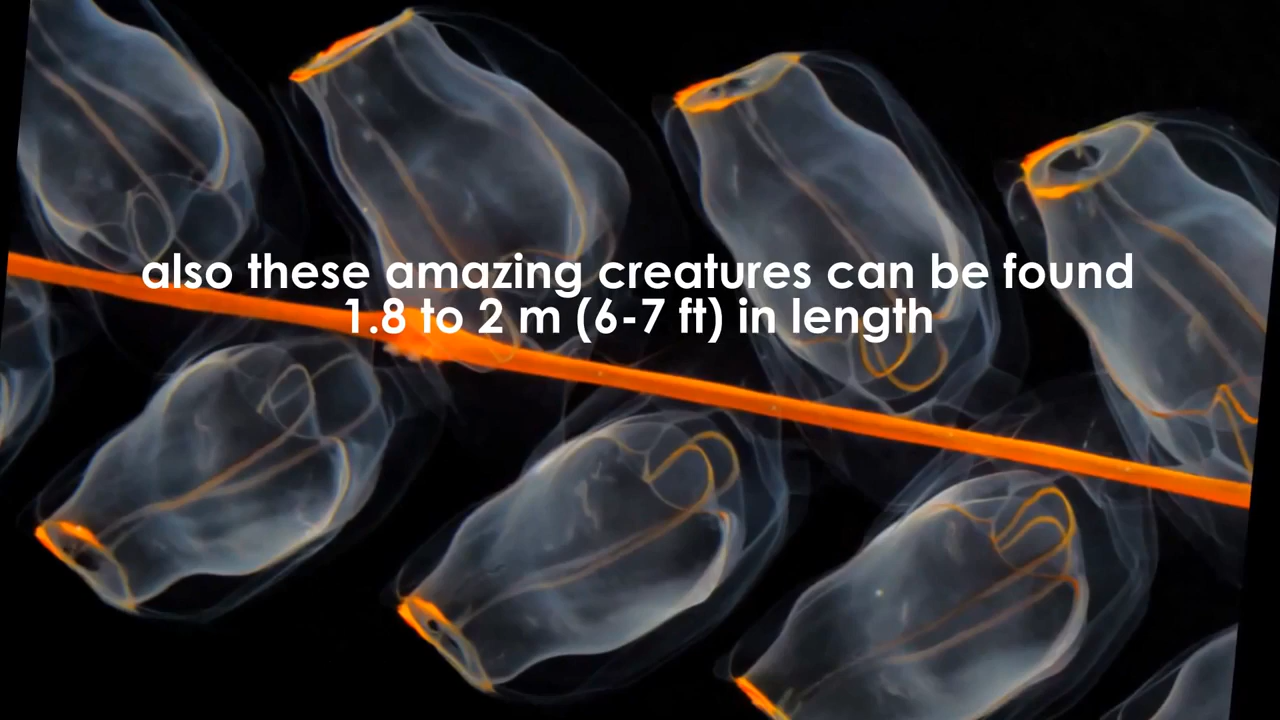 also these amazing creatures can be found
1.8 to 2 m (6-7 ft) in length